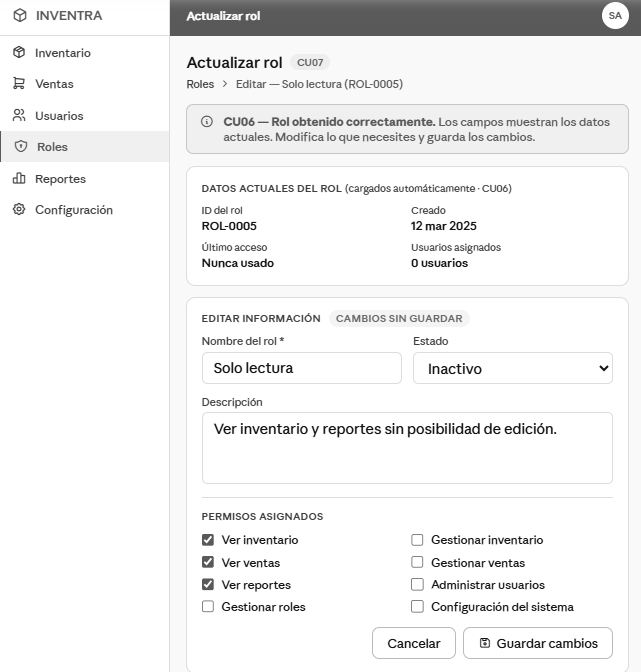 INVENTRA
Actualizar rol
SA
Inventario
Ventas
Usuarios
Roles
Reportes
Configuración
Actualizar rol CU07
Roles > Editar — Solo lectura (ROL-0005)
CU06 — Rol obtenido correctamente. Los campos muestran los datos
actuales. Modifica lo que necesites y guarda los cambios.
DATOS ACTUALES DEL ROL (cargados automáticamente · CU06)
ID del rol
ROL-0005
Creado
12 mar 2025
Último acceso
Nunca usado
Usuarios asignados
0 usuarios
EDITAR INFORMACIÓN CAMBIOS SIN GUARDAR
Nombre del rol *
Solo lectura
Estado
Inactivo
Descripción
Ver inventario y reportes sin posibilidad de edición.
PERMISOS ASIGNADOS
Ver inventario
Gestionar inventario
Ver ventas
Gestionar ventas
Ver reportes
Administrar usuarios
Gestionar roles
Configuración del sistema
Cancelar
Guardar cambios